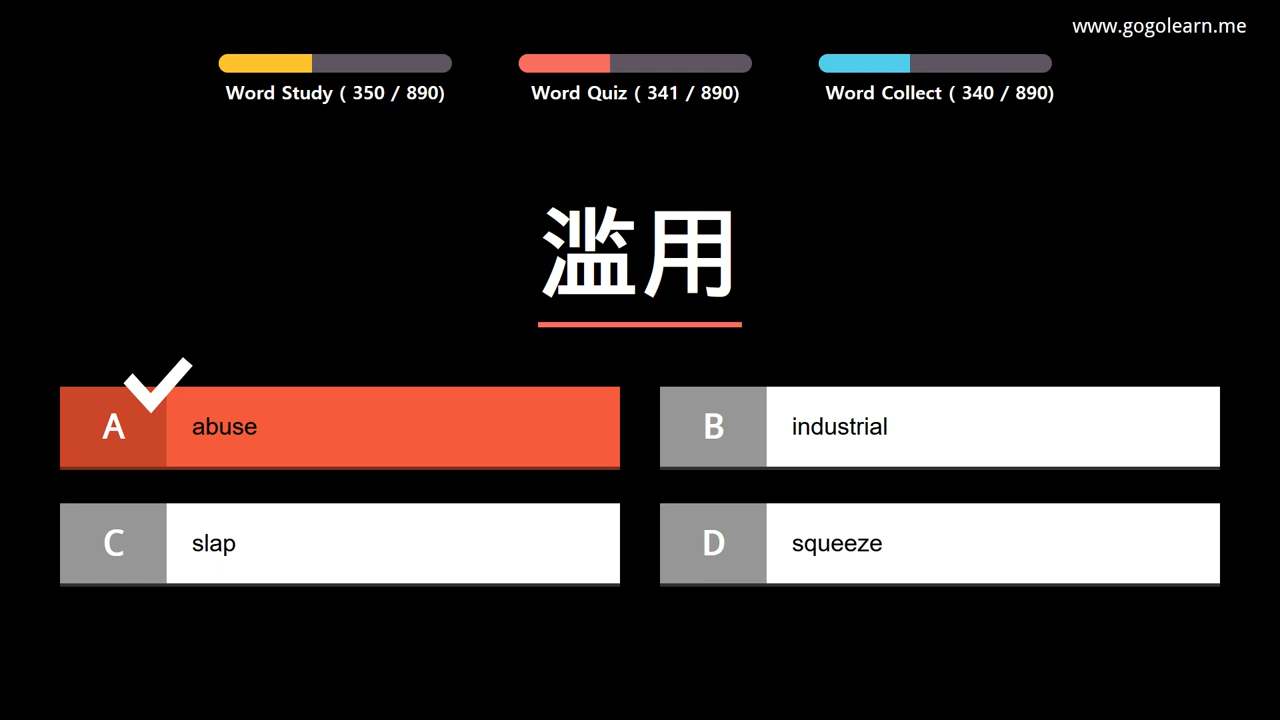 www.gogolearn.me
Word Study ( 350 / 890)
Word Quiz ( 341 / 890)
Word Collect ( 340 / 890)
滥用
A abuse
B industrial
C slap
D squeeze